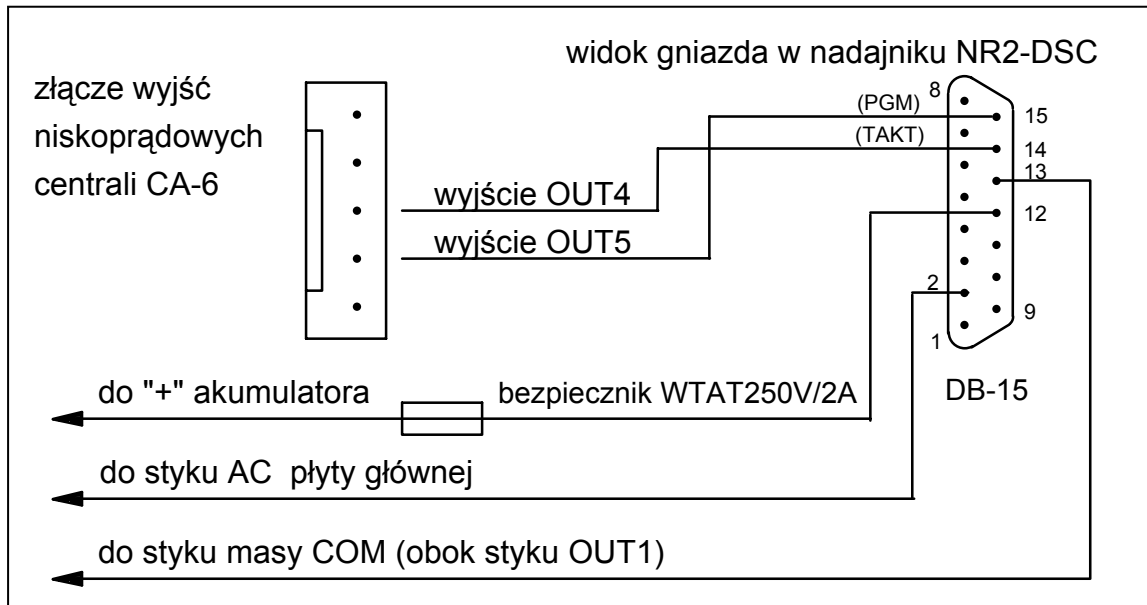 widok gniazda w nadajniku NR2-DSC
złącze wyjść
niskoprądowych
centrali CA-6
8
(PGM)
15
(TAKT)
14
13
wyjście OUT4
12
wyjście OUT5
2
9
1
do "+" akumulatora
bezpiecznik WTAT250V/2A
DB-15
do styku AC płyty głównej
do styku masy COM (obok styku OUT1)